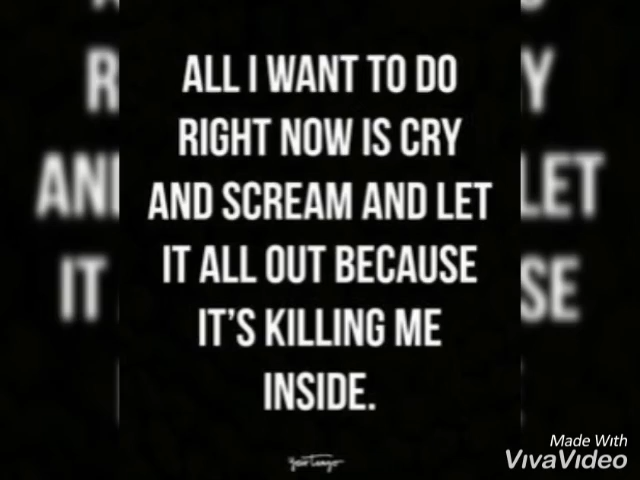 ALL I WANT TO DO
RIGHT NOW IS CRY
AND SCREAM AND LET
IT ALL OUT BECAUSE
IT'S KILLING ME
INSIDE.
YourTango
Made With
VivaVideo